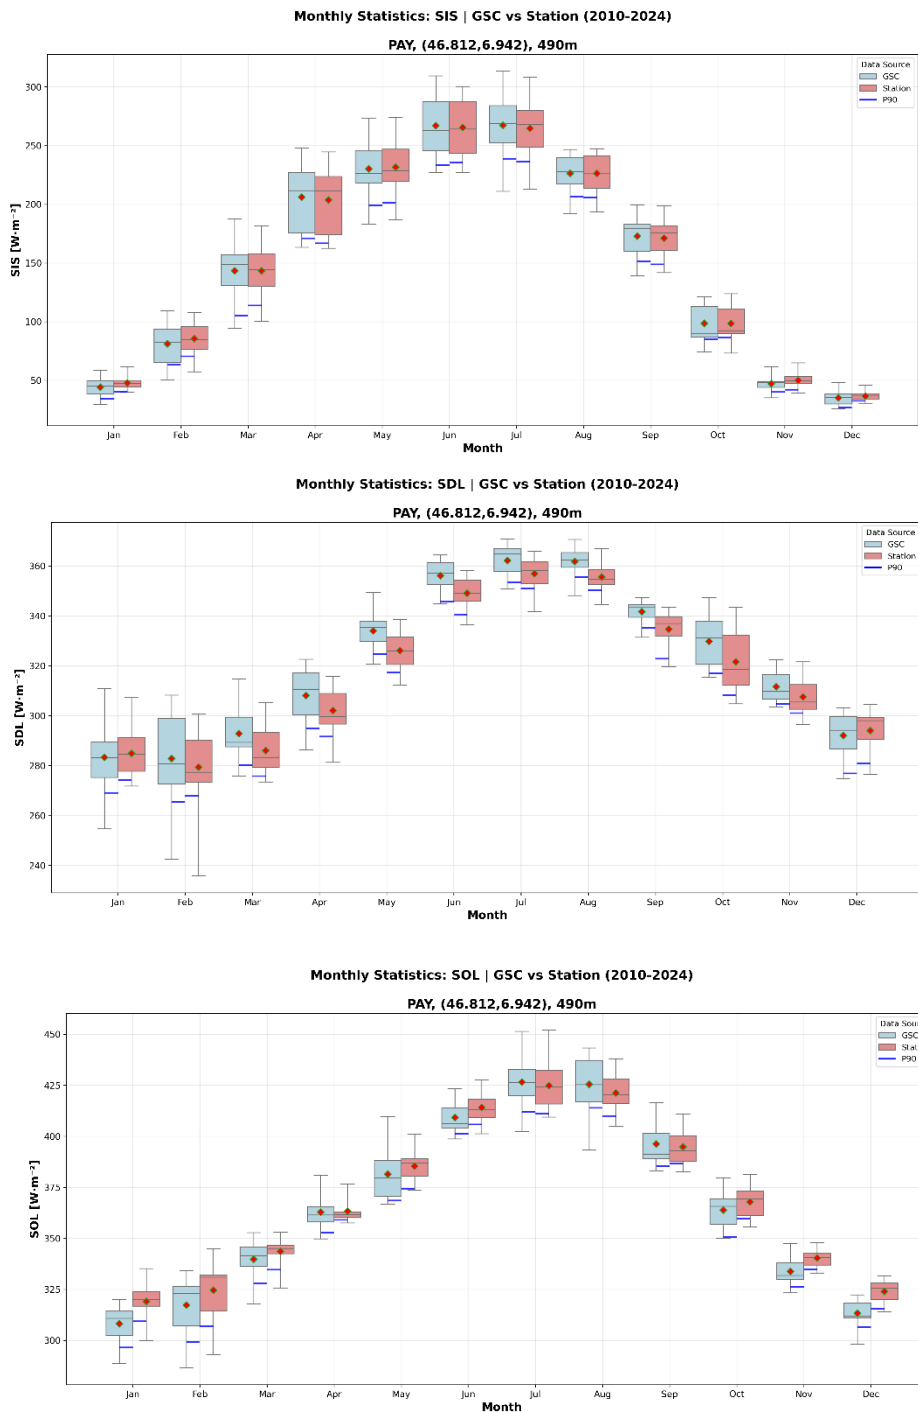 Monthly Statistics: SIS | GSC vs Station (2010-2024)
PAY, (46.812,6.942), 490m
Data Source
GSC
Station
P90
SIS [W·m⁻²]
300
250
200
150
100
50
Jan Feb Mar Apr May Jun Jul Aug Sep Oct Nov Dec
Month
Monthly Statistics: SDL | GSC vs Station (2010-2024)
PAY, (46.812,6.942), 490m
Data Source
GSC
Station
P90
SDL [W·m⁻²]
360
340
320
300
280
260
240
Jan Feb Mar Apr May Jun Jul Aug Sep Oct Nov Dec
Month
Monthly Statistics: SOL | GSC vs Station (2010-2024)
PAY, (46.812,6.942), 490m
Data Sour
GSC
Stat
P90
SOL [W·m⁻²]
450
425
400
375
350
325
300
Jan Feb Mar Apr May Jun Jul Aug Sep Oct Nov Dec
Month